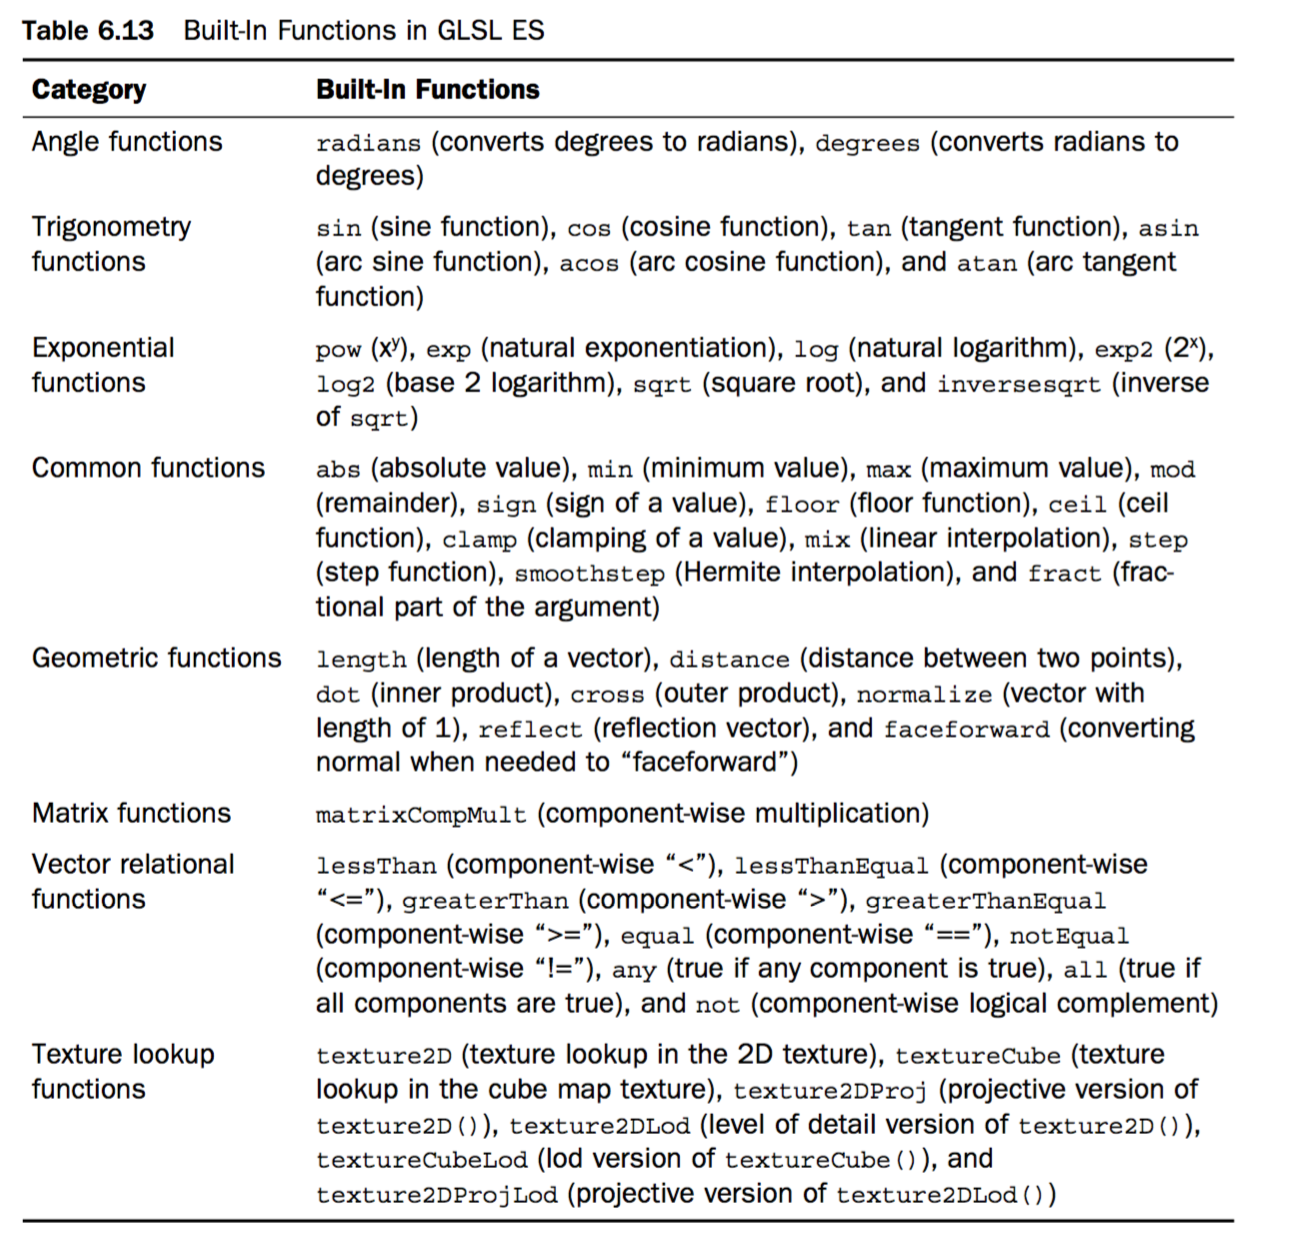 Table 6.13 Built-In Functions in GLSL ES
Category Built-In Functions
Angle functions radians (converts degrees to radians), degrees (converts radians to
degrees)
Trigonometry sin (sine function), cos (cosine function), tan (tangent function), asin
functions (arc sine function), acos (arc cosine function), and atan (arc tangent
function)
Exponential pow (xʸ), exp (natural exponentiation), log (natural logarithm), exp2 (2ˣ),
functions log2 (base 2 logarithm), sqrt (square root), and inversesqrt (inverse
of sqrt)
Common functions abs (absolute value), min (minimum value), max (maximum value), mod
(remainder), sign (sign of a value), floor (floor function), ceil (ceil
function), clamp (clamping of a value), mix (linear interpolation), step
(step function), smoothstep (Hermite interpolation), and fract (frac-
tional part of the argument)
Geometric functions length (length of a vector), distance (distance between two points),
dot (inner product), cross (outer product), normalize (vector with
length of 1), reflect (reflection vector), and faceforward (converting
normal when needed to “faceforward”)
Matrix functions matrixCompMult (component-wise multiplication)
Vector relational lessThan (component-wise “<”), lessThanEqual (component-wise
functions “<=”), greaterThan (component-wise “>”), greaterThanEqual
(component-wise “>=”), equal (component-wise “==”), notEqual
(component-wise “!=”), any (true if any component is true), all (true if
all components are true), and not (component-wise logical complement)
Texture lookup texture2D (texture lookup in the 2D texture), textureCube (texture
functions lookup in the cube map texture), texture2DProj (projective version of
texture2D()), texture2DLod (level of detail version of texture2D()),
textureCubeLod (lod version of textureCube()), and
texture2DProjLod (projective version of texture2DLod())